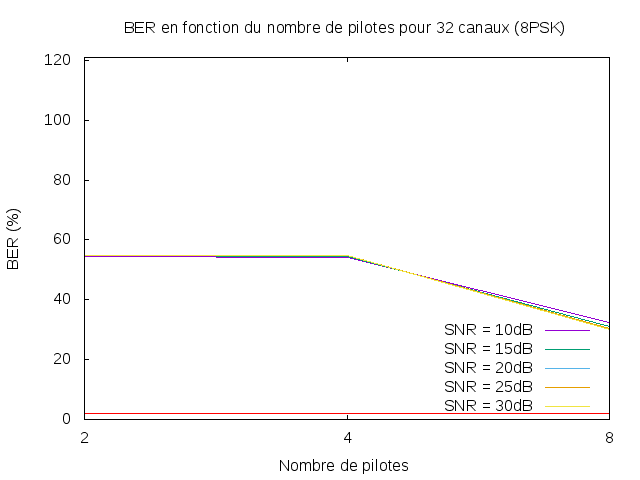 BER en fonction du nombre de pilotes pour 32 canaux (8PSK)
120
100
80
60
40
20
0
BER (%)
SNR = 10dB
SNR = 15dB
SNR = 20dB
SNR = 25dB
SNR = 30dB
2 4 8
Nombre de pilotes